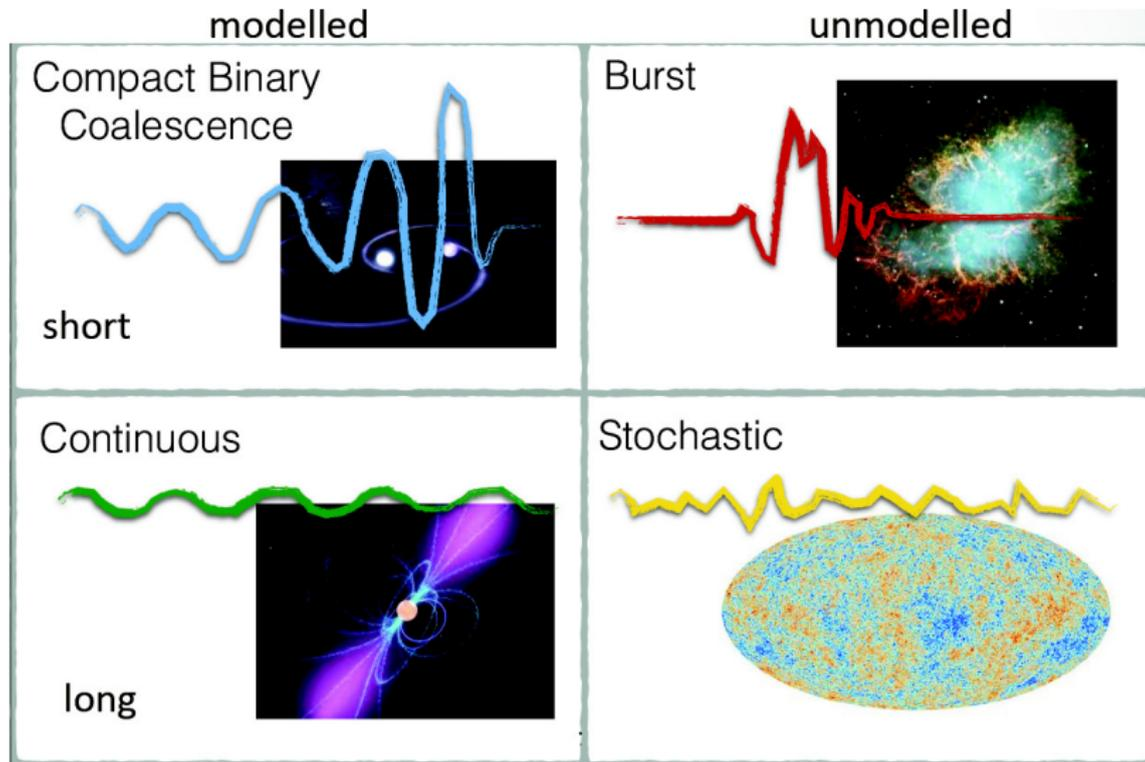 modelled
unmodelled
Compact Binary
Coalescence
short
Burst
Continuous
long
Stochastic